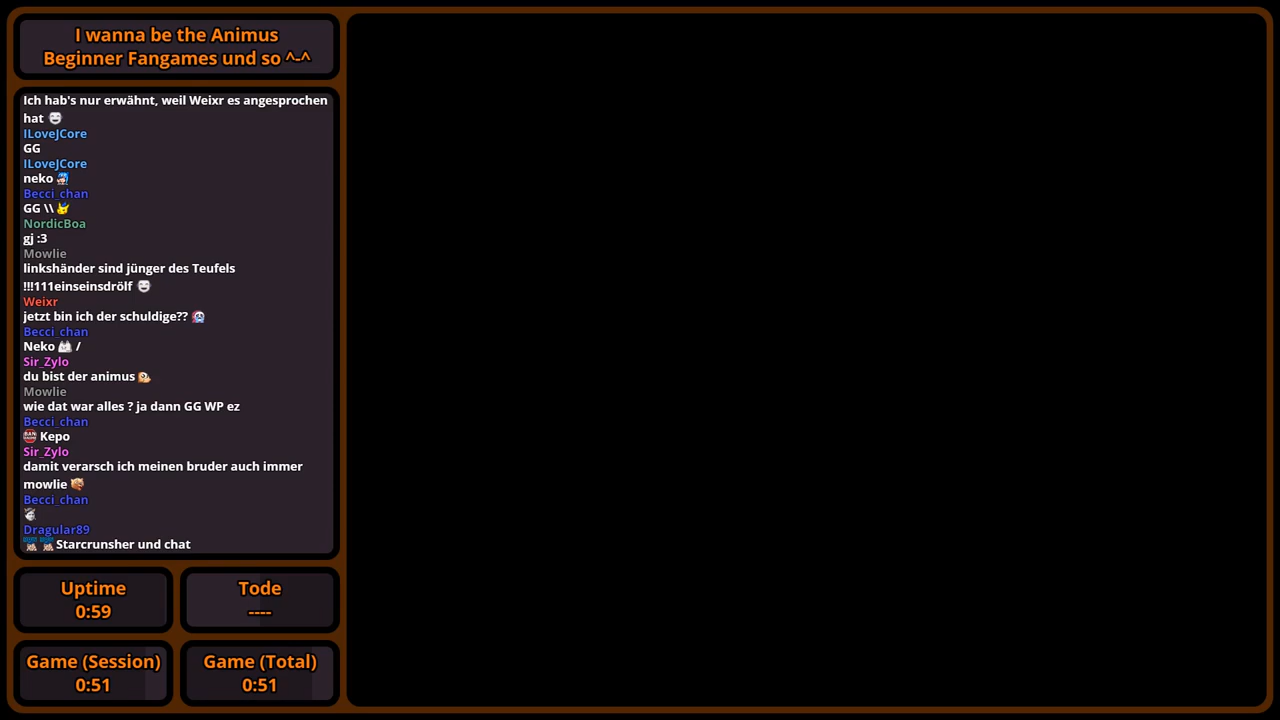 I wanna be the Animus
Beginner Fangames und so ^-^
Ich hab's nur erwähnt, weil Weixr es angesprochen
hat
ILoveJCore
GG
ILoveJCore
neko
Becci_chan
GG \\
NordicBoa
gj :3
Mowlie
linkshänder sind jünger des Teufels
!!!111einseinsdrölf
Weixr
jetzt bin ich der schuldige??
Becci_chan
Neko /
Sir_Zylo
du bist der animus
Mowlie
wie dat war alles ? ja dann GG WP ez
Becci_chan
Kepo
Sir_Zylo
damit verarsch ich meinen bruder auch immer
mowlie
Becci_chan
Dragular89
Starcrunsher und chat
Uptime
0:59
Tode
----
Game (Session)
0:51
Game (Total)
0:51